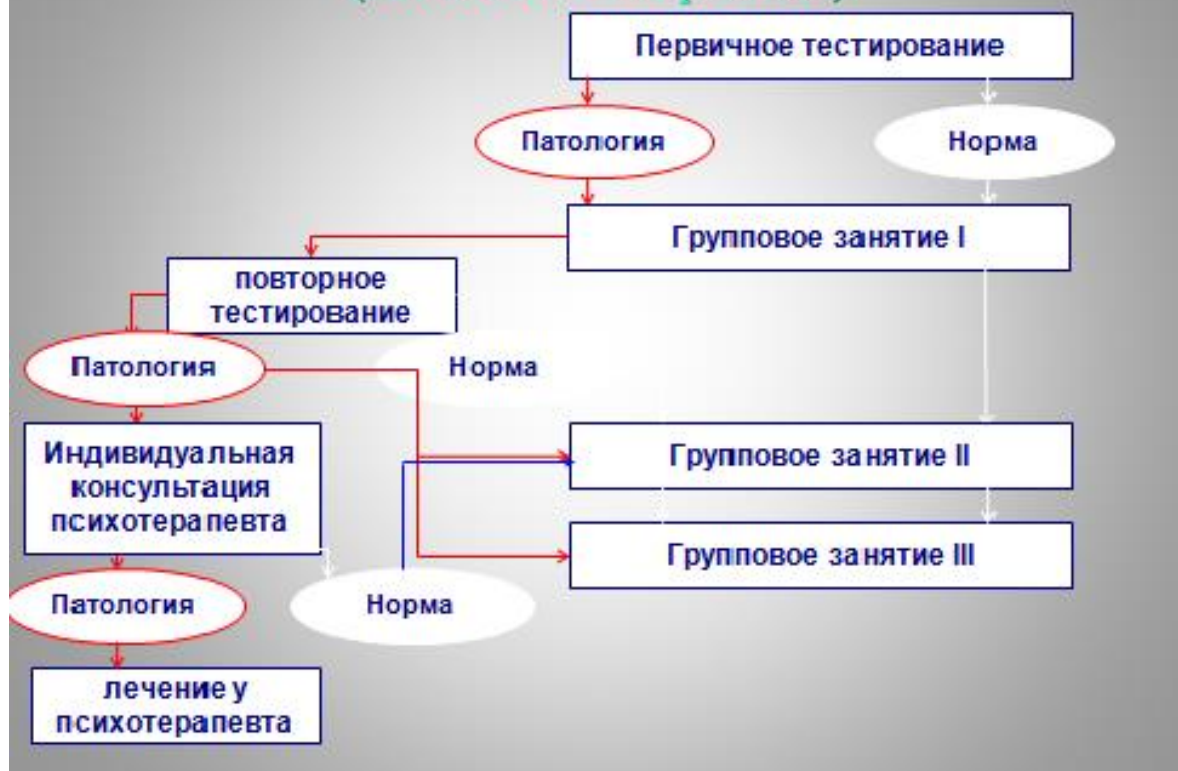 Первичное тестирование
Патология
Норма
Групповое занятие I
повторное
тестирование
Патология
Норма
Индивидуальная
консультация
психотерапевта
Групповое занятие II
Групповое занятие III
Патология
Норма
лечение у
психотерапевта